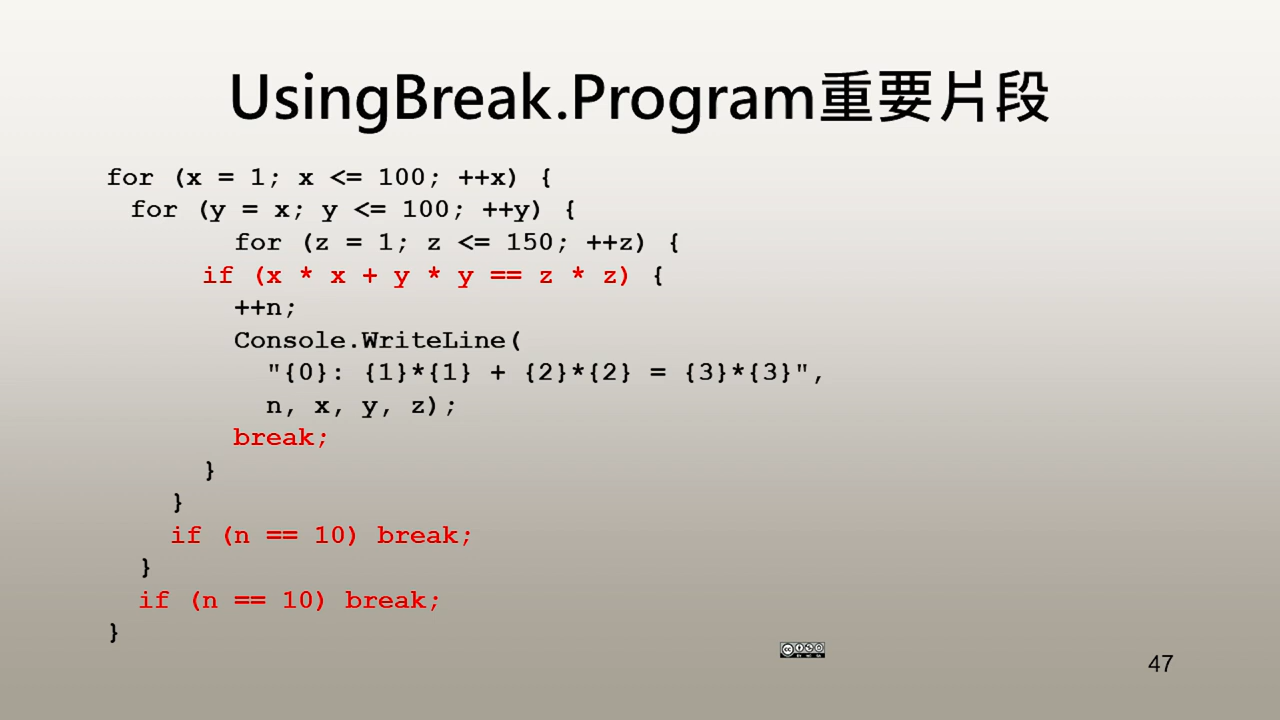 UsingBreak.Program重要片段
for (x = 1; x <= 100; ++x) {
for (y = x; y <= 100; ++y) {
for (z = 1; z <= 150; ++z) {
if (x * x + y * y == z * z) {
++n;
Console.WriteLine(
"{0}: {1}*{1} + {2}*{2} = {3}*{3}",
n, x, y, z);
break;
}
}
if (n == 10) break;
}
if (n == 10) break;
}
47